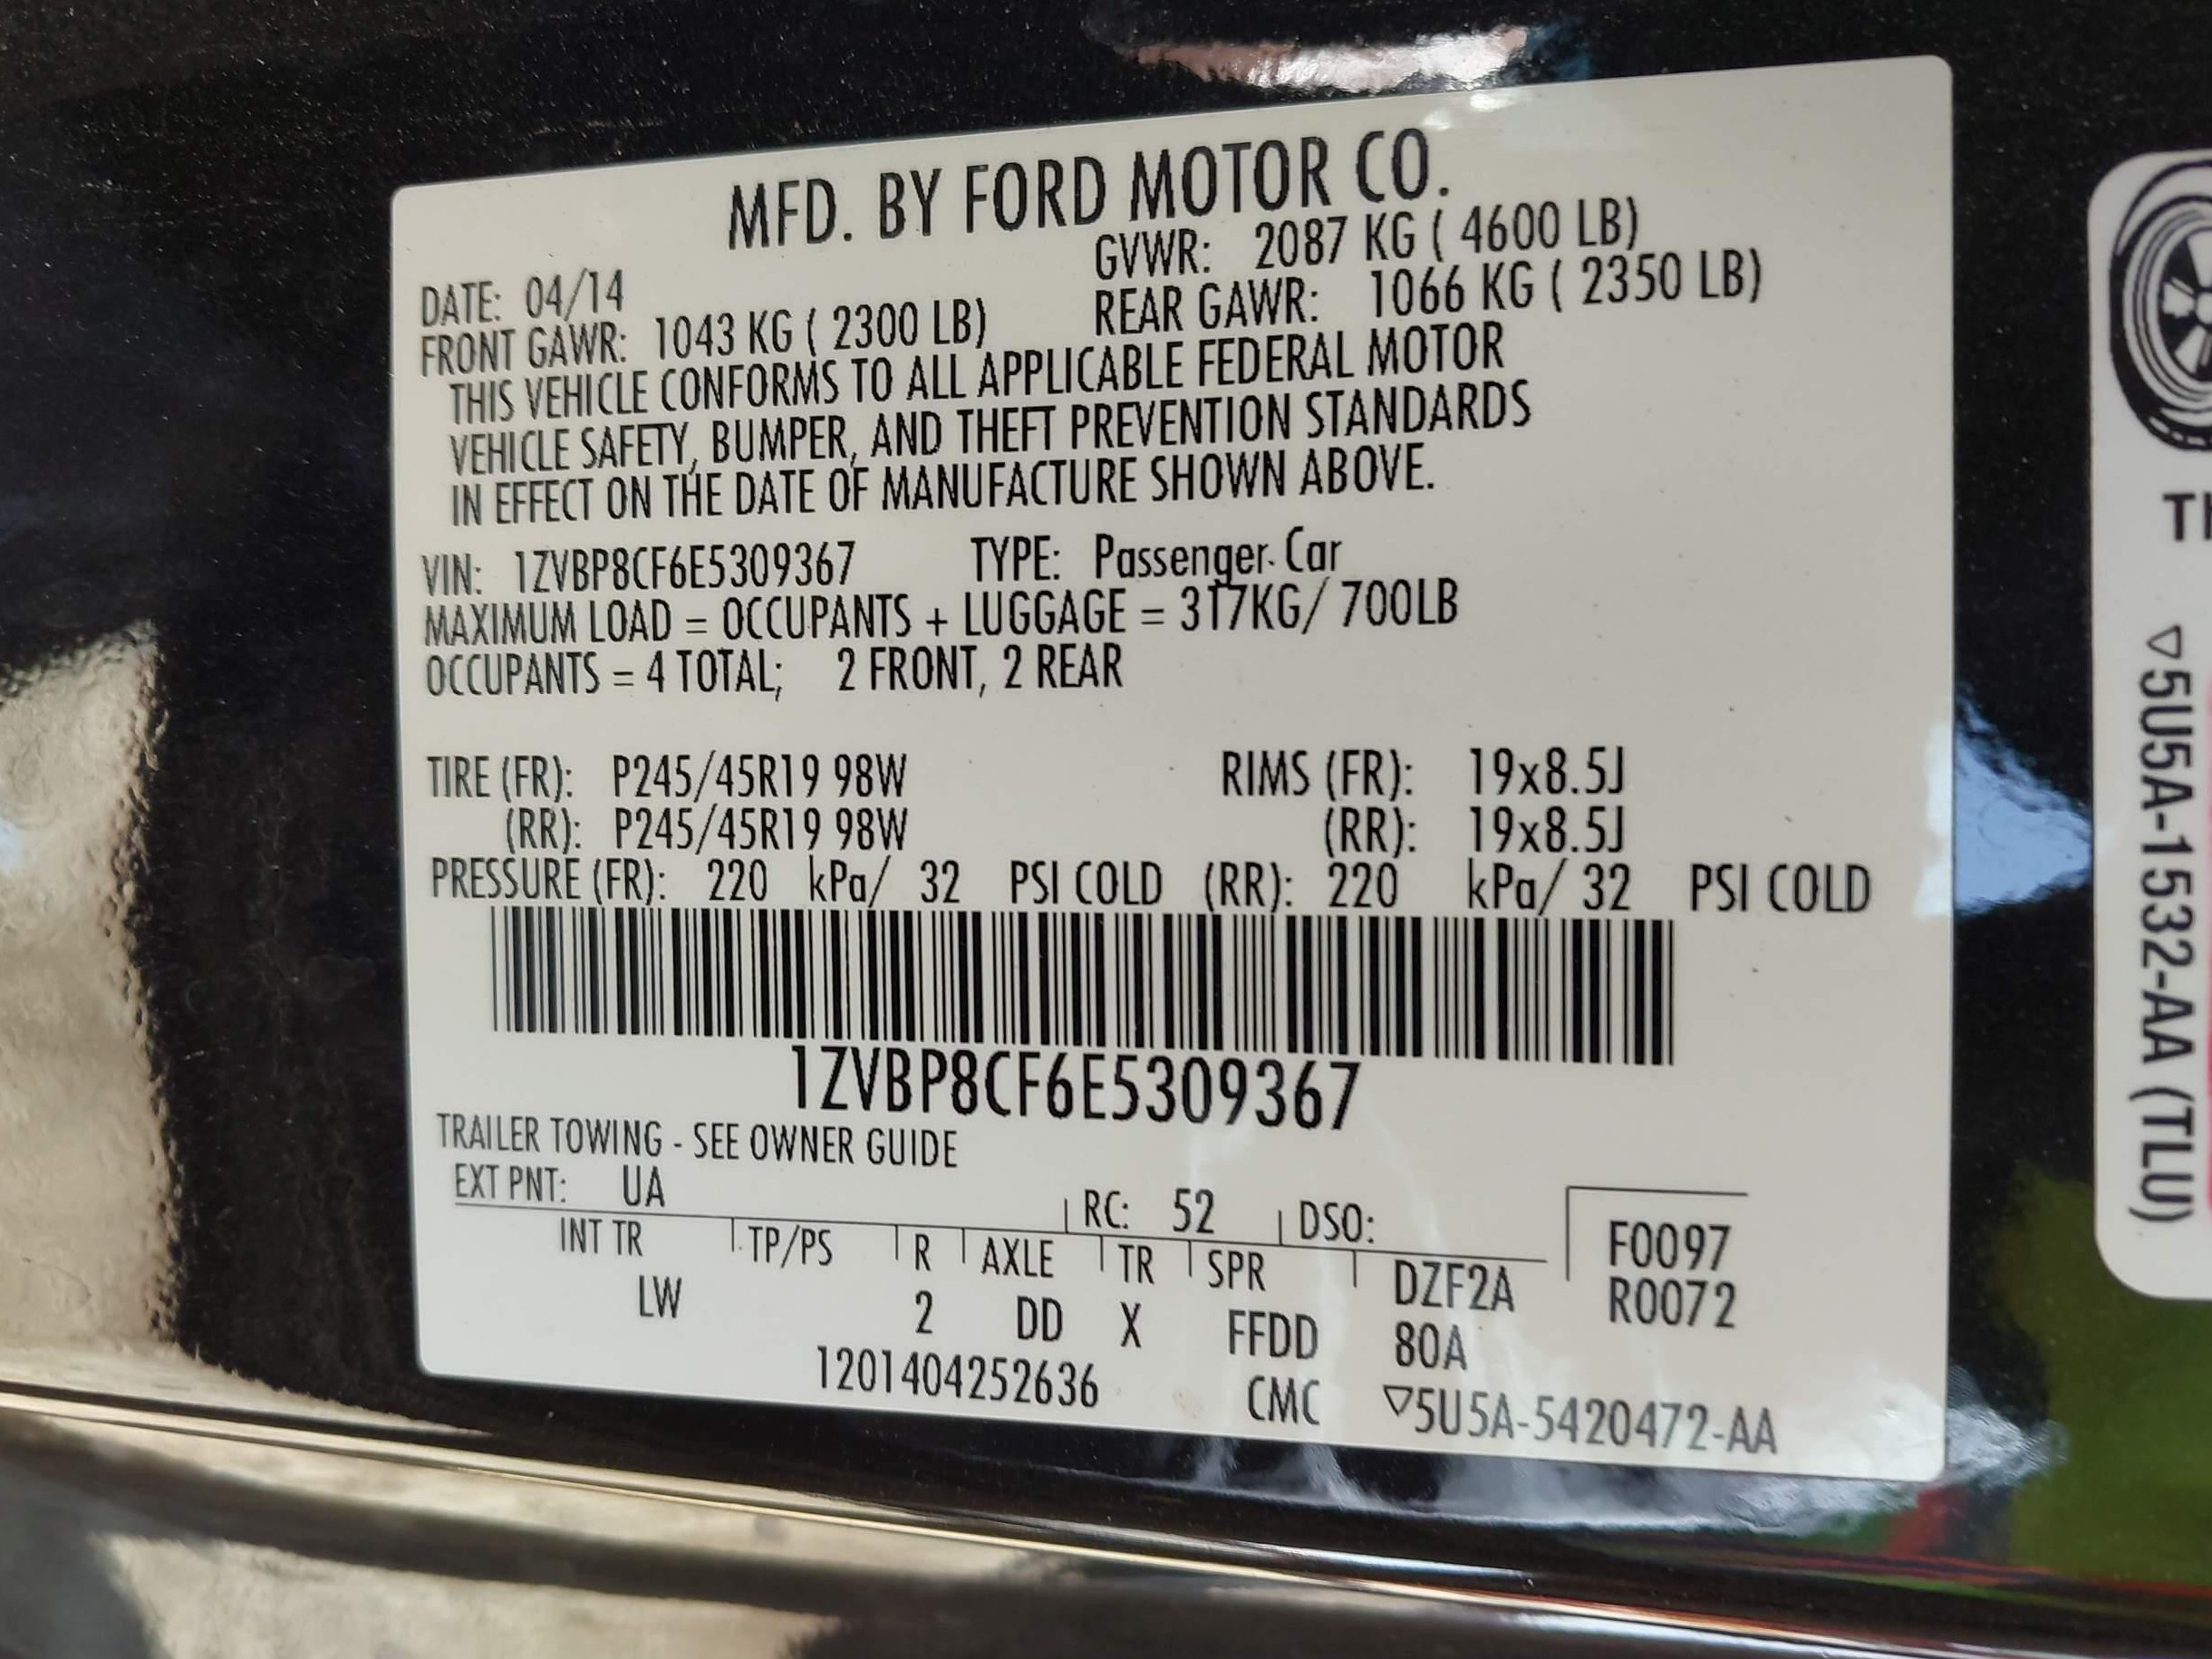 MFD. BY FORD MOTOR CO.
DATE: 04/14 GVWR: 2087 KG ( 4600 LB)
FRONT GAWR: 1043 KG ( 2300 LB) REAR GAWR: 1066 KG ( 2350 LB)
THIS VEHICLE CONFORMS TO ALL APPLICABLE FEDERAL MOTOR
VEHICLE SAFETY, BUMPER, AND THEFT PREVENTION STANDARDS
IN EFFECT ON THE DATE OF MANUFACTURE SHOWN ABOVE.
VIN: 1ZVBP8CF6E5309367 TYPE: Passenger Car
MAXIMUM LOAD = OCCUPANTS + LUGGAGE = 317KG/ 700LB
OCCUPANTS = 4 TOTAL; 2 FRONT, 2 REAR
TIRE (FR): P245/45R19 98W RIMS (FR): 19x8.5J
(RR): P245/45R19 98W (RR): 19x8.5J
PRESSURE (FR): 220 kPa/ 32 PSI COLD (RR): 220 kPa/ 32 PSI COLD
1ZVBP8CF6E5309367
TRAILER TOWING - SEE OWNER GUIDE
EXT PNT: UA RC: 52 DSO:
INT TR TP/PS R AXLE TR SPR DZF2A F0097
LW 2 DD X FFDD 80A R0072
1201404252636 CMC ▽5U5A-5420472-AA
▽5U5A-1532-AA (TLU)